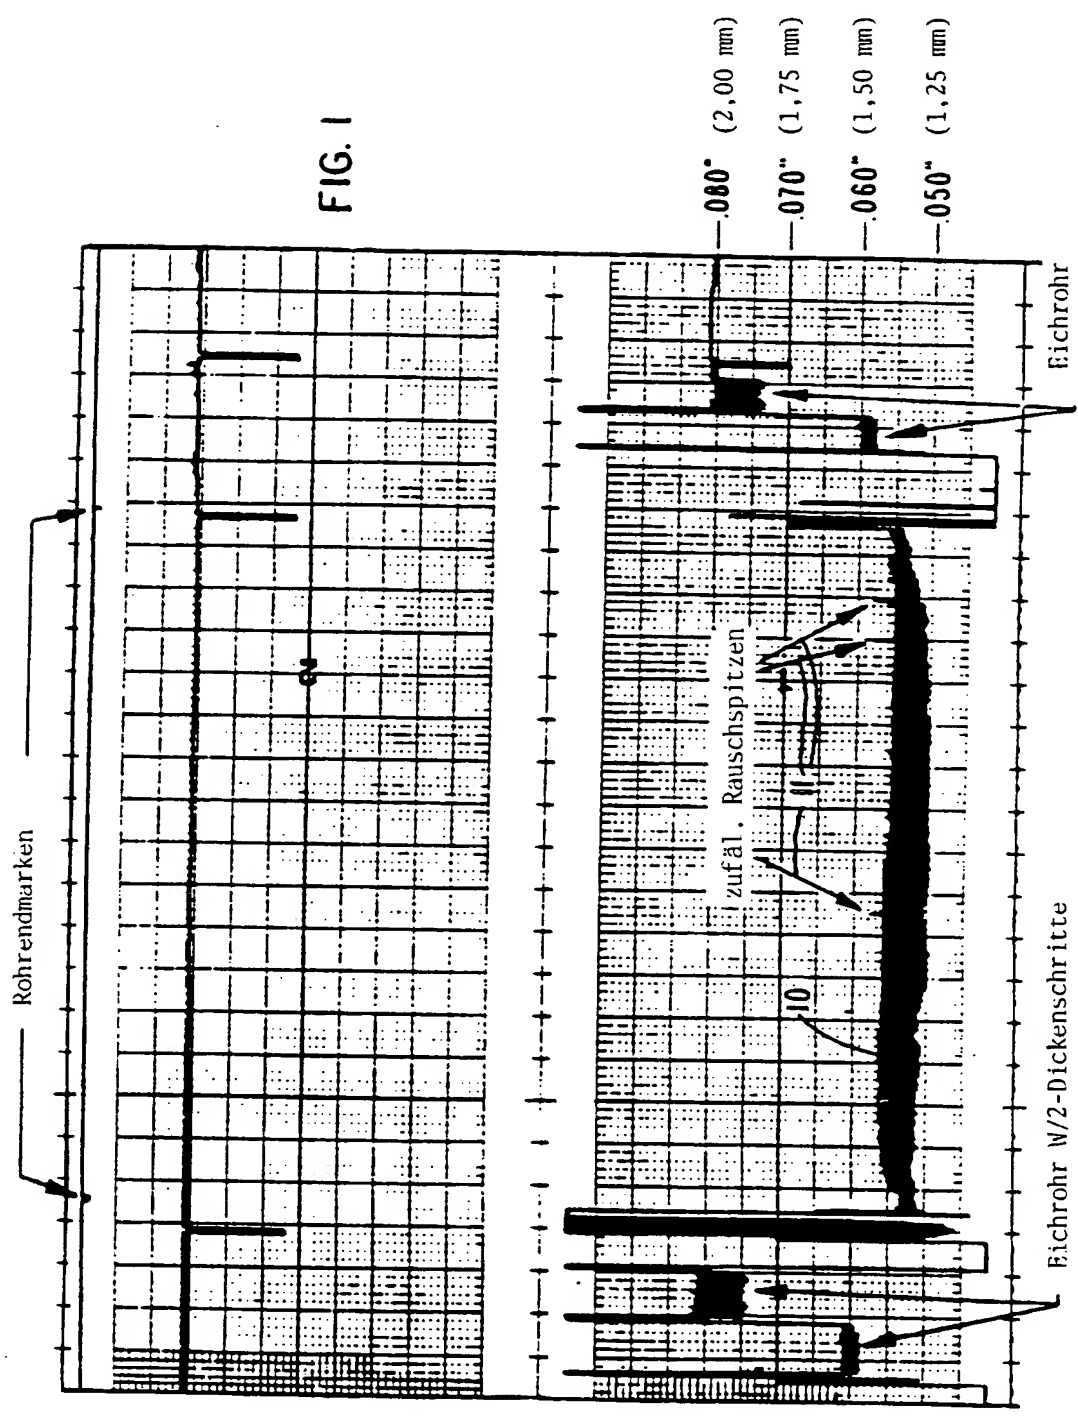 FIG. 1
Rohrendmarken
2
.080" (2,00 mm)
.070" (1,75 mm)
.060" (1,50 mm)
.050" (1,25 mm)
zufäl. Rauschspitzen
11
10
Eichrohr W/2-Dickenschritte
Eichrohr